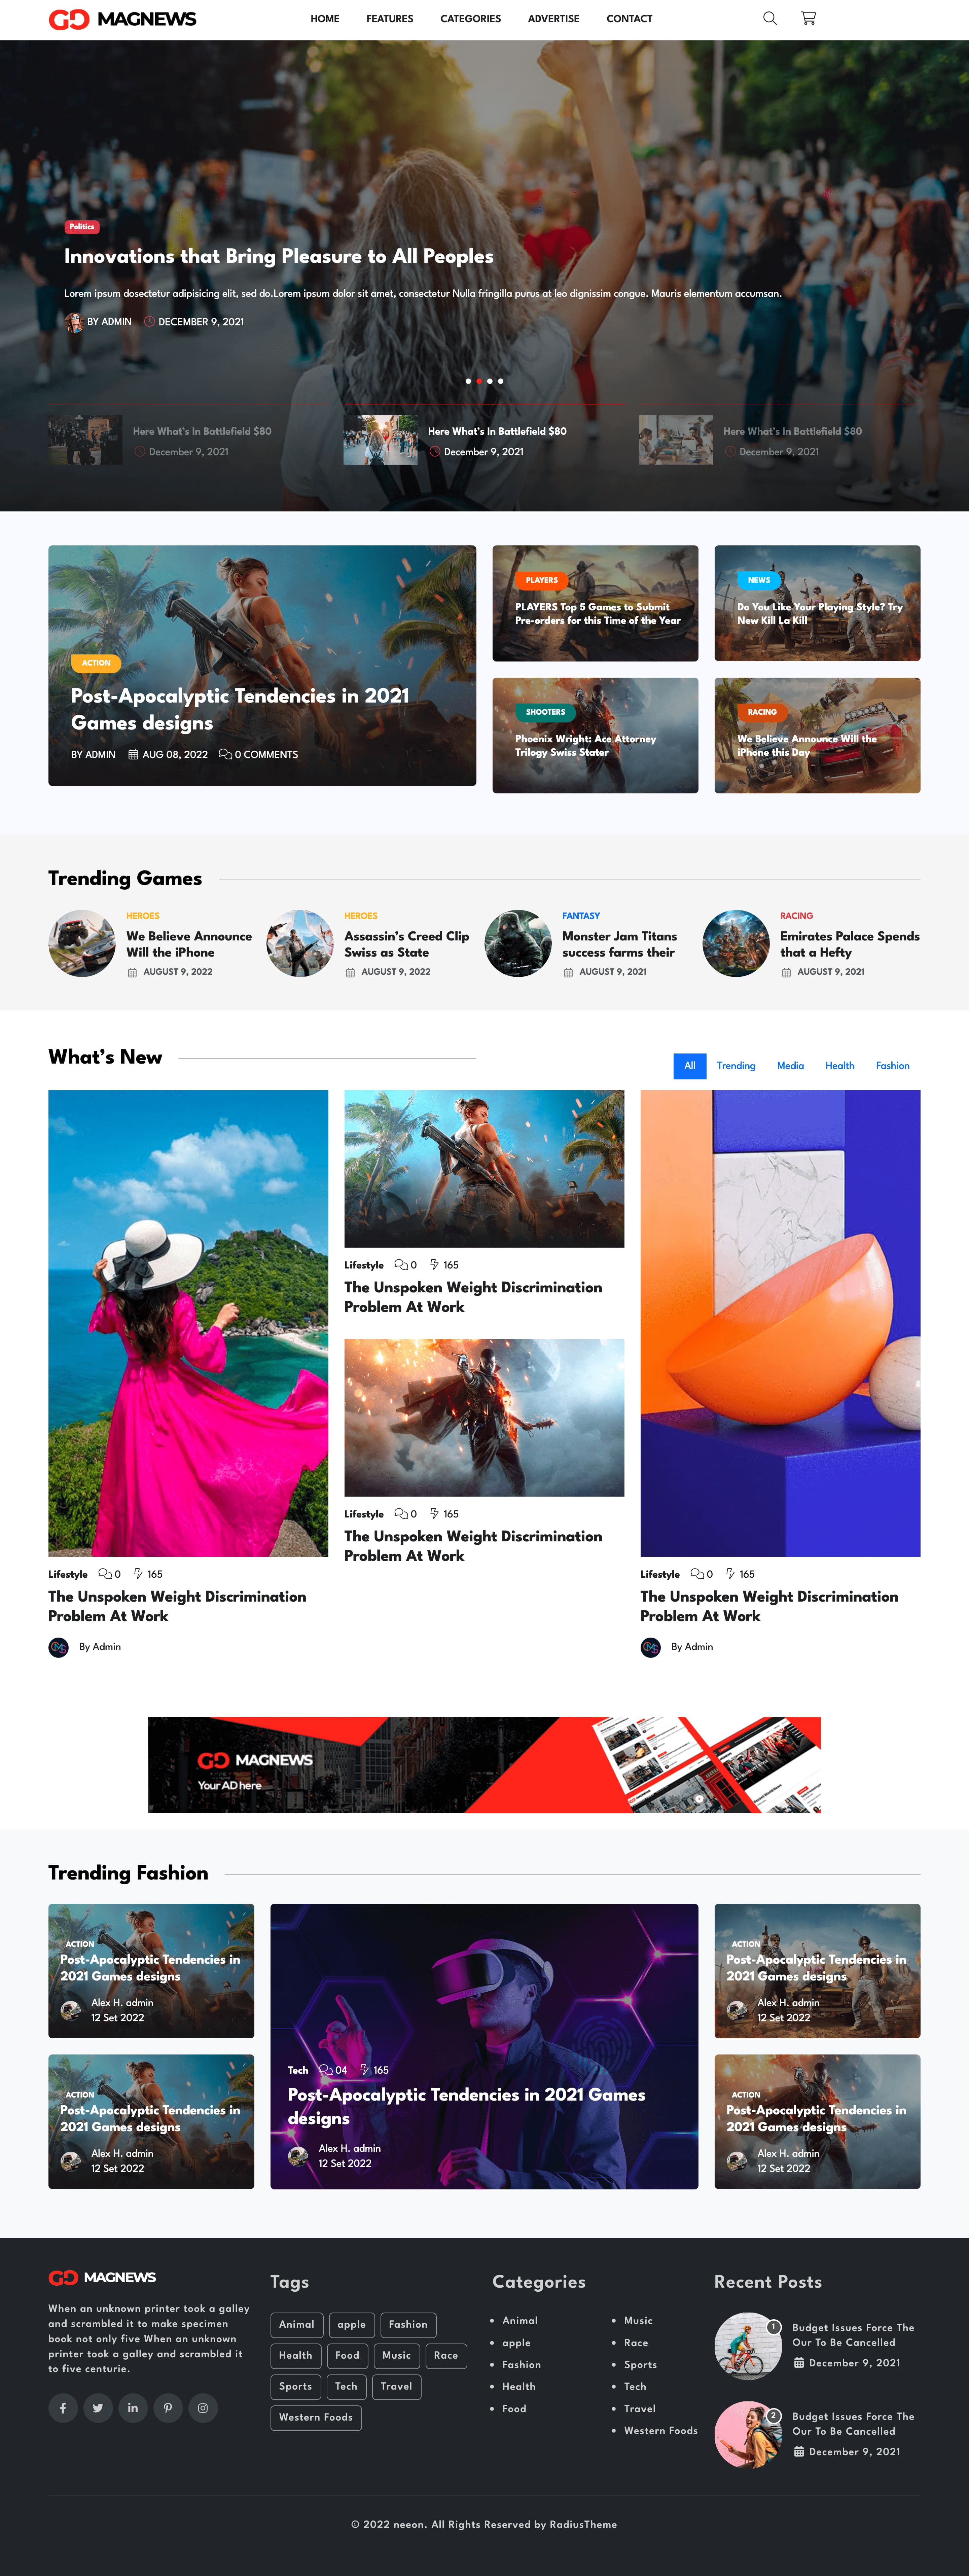 MAGNEWS
HOME FEATURES CATEGORIES ADVERTISE CONTACT
Politics
Innovations that Bring Pleasure to All Peoples
Lorem ipsum dosectetur adipisicing elit, sed do.Lorem ipsum dolor sit amet, consectetur Nulla fringilla purus at leo dignissim congue. Mauris elementum accumsan.
BY ADMIN DECEMBER 9, 2021
Here What's In Battlefield $80
December 9, 2021
Here What's In Battlefield $80
December 9, 2021
Here What's In Battlefield $80
December 9, 2021
ACTION
Post-Apocalyptic Tendencies in 2021
Games designs
BY ADMIN AUG 08, 2022 0 COMMENTS
PLAYERS
PLAYERS Top 5 Games to Submit
Pre-orders for this Time of the Year
NEWS
Do You Like Your Playing Style? Try
New Kill La Kill
SHOOTERS
Phoenix Wright: Ace Attorney
Trilogy Swiss Stater
RACING
We Believe Announce Will the
iPhone this Day
Trending Games
HEROES
We Believe Announce
Will the iPhone
AUGUST 9, 2022
HEROES
Assassin's Creed Clip
Swiss as State
AUGUST 9, 2022
FANTASY
Monster Jam Titans
success farms their
AUGUST 9, 2021
RACING
Emirates Palace Spends
that a Hefty
AUGUST 9, 2021
What's New
All Trending Media Health Fashion
Lifestyle 0 165
The Unspoken Weight Discrimination
Problem At Work
By Admin
Lifestyle 0 165
The Unspoken Weight Discrimination
Problem At Work
Lifestyle 0 165
The Unspoken Weight Discrimination
Problem At Work
Lifestyle 0 165
The Unspoken Weight Discrimination
Problem At Work
By Admin
MAGNEWS
Your AD here
Trending Fashion
ACTION
Post-Apocalyptic Tendencies in
2021 Games designs
Alex H. admin
12 Set 2022
ACTION
Post-Apocalyptic Tendencies in
2021 Games designs
Alex H. admin
12 Set 2022
Tech 04 165
Post-Apocalyptic Tendencies in 2021 Games
designs
Alex H. admin
12 Set 2022
ACTION
Post-Apocalyptic Tendencies in
2021 Games designs
Alex H. admin
12 Set 2022
ACTION
Post-Apocalyptic Tendencies in
2021 Games designs
Alex H. admin
12 Set 2022
MAGNEWS
When an unknown printer took a galley
and scrambled it to make specimen
book not only five When an unknown
printer took a galley and scrambled it
to five centurie.
Tags
Animal apple Fashion
Health Food Music Race
Sports Tech Travel
Western Foods
Categories
Animal
apple
Fashion
Health
Food
Music
Race
Sports
Tech
Travel
Western Foods
Recent Posts
1
Budget Issues Force The
Our To Be Cancelled
December 9, 2021
2
Budget Issues Force The
Our To Be Cancelled
December 9, 2021
© 2022 neeon. All Rights Reserved by RadiusTheme